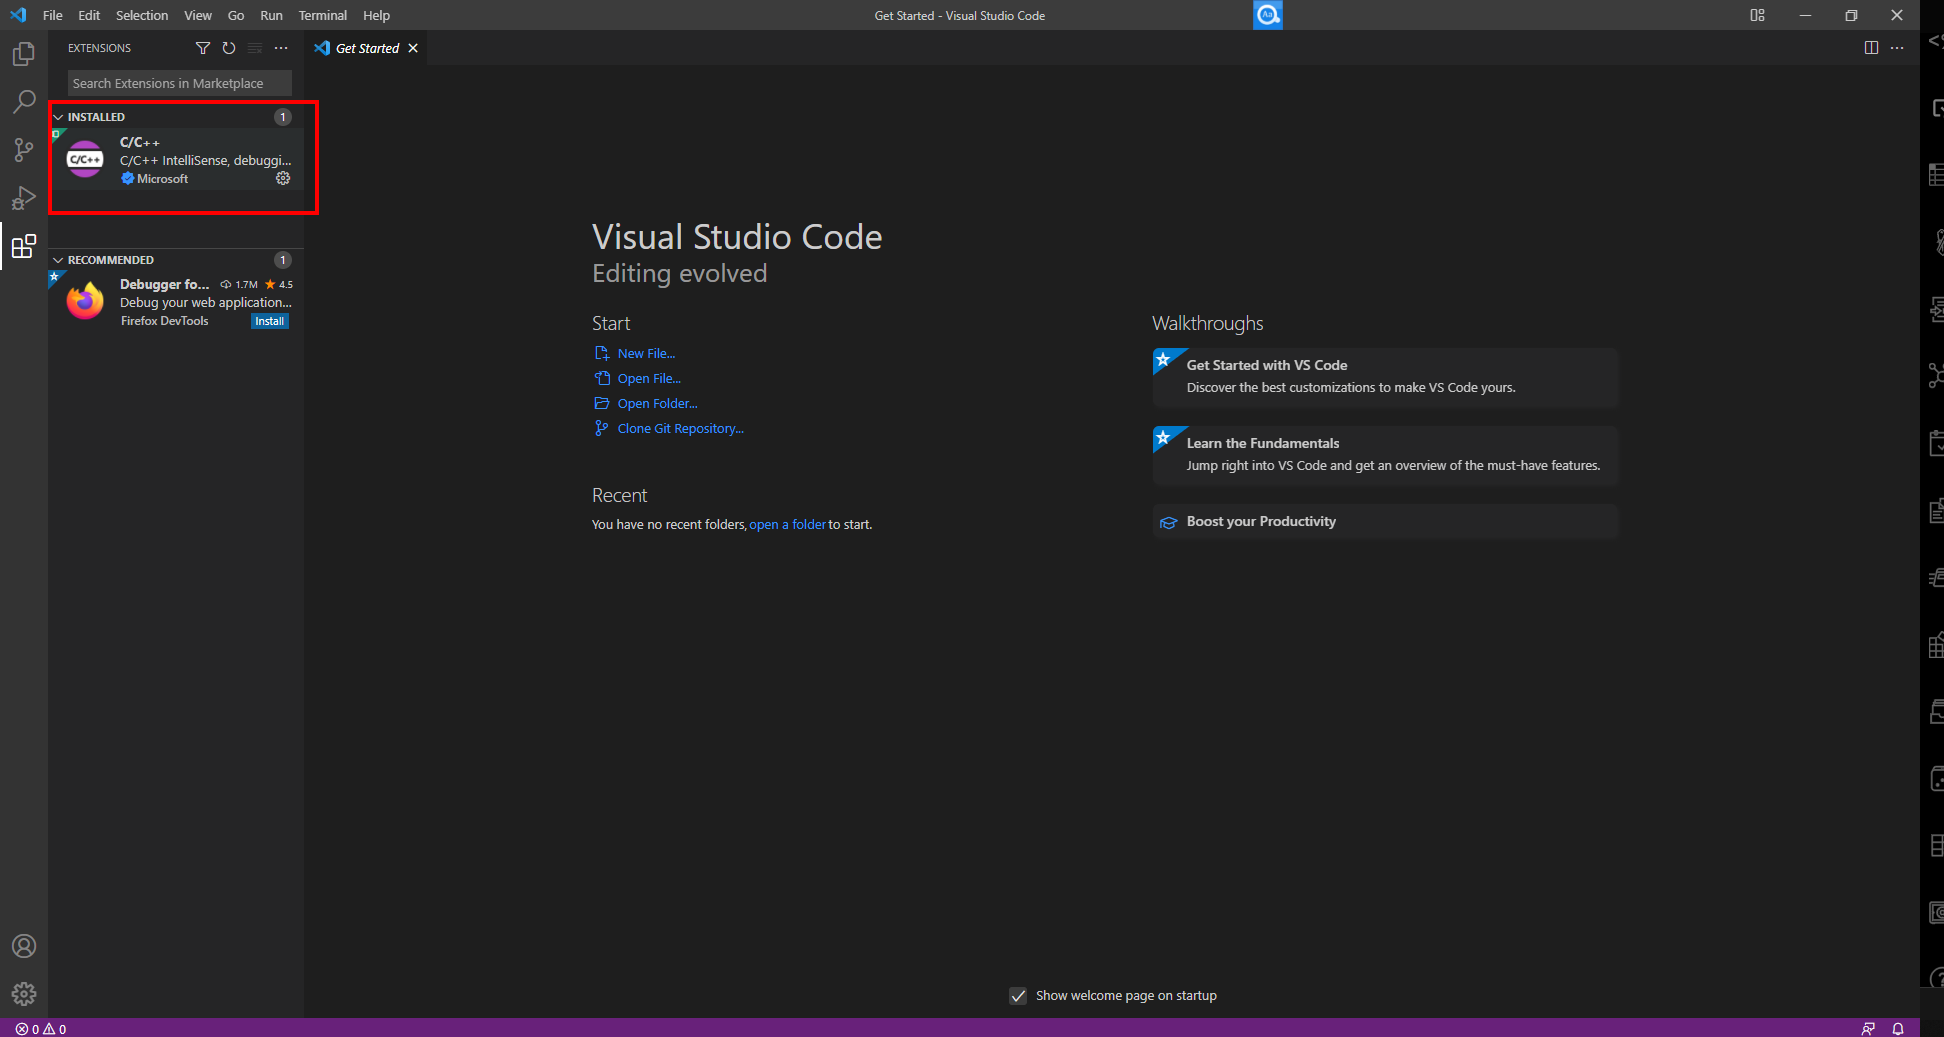 File Edit Selection View Go Run Terminal Help
Get Started - Visual Studio Code
Aa
EXTENSIONS
Get Started
Search Extensions in Marketplace
INSTALLED 1
C/C++
C/C++
C/C++ IntelliSense, debuggi...
Microsoft
RECOMMENDED 1
Debugger fo... 1.7M 4.5
Debug your web application...
Firefox DevTools Install
Visual Studio Code
Editing evolved
Start
New File...
Open File...
Open Folder...
Clone Git Repository...
Recent
You have no recent folders, open a folder to start.
Walkthroughs
Get Started with VS Code
Discover the best customizations to make VS Code yours.
Learn the Fundamentals
Jump right into VS Code and get an overview of the must-have features.
Boost your Productivity
Show welcome page on startup
0 0